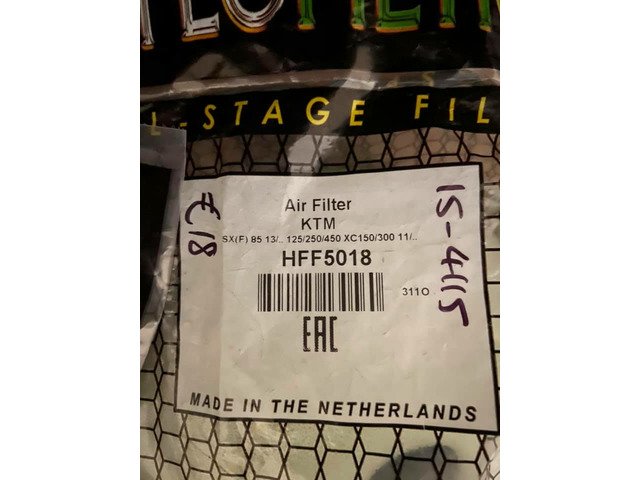 -STAGE FIL
Air Filter
KTM
SX(F) 85 13/.. 125/250/450 XC150/300 11/..
HFF5018
311O
EAC
MADE IN THE NETHERLANDS
€18
15-4115